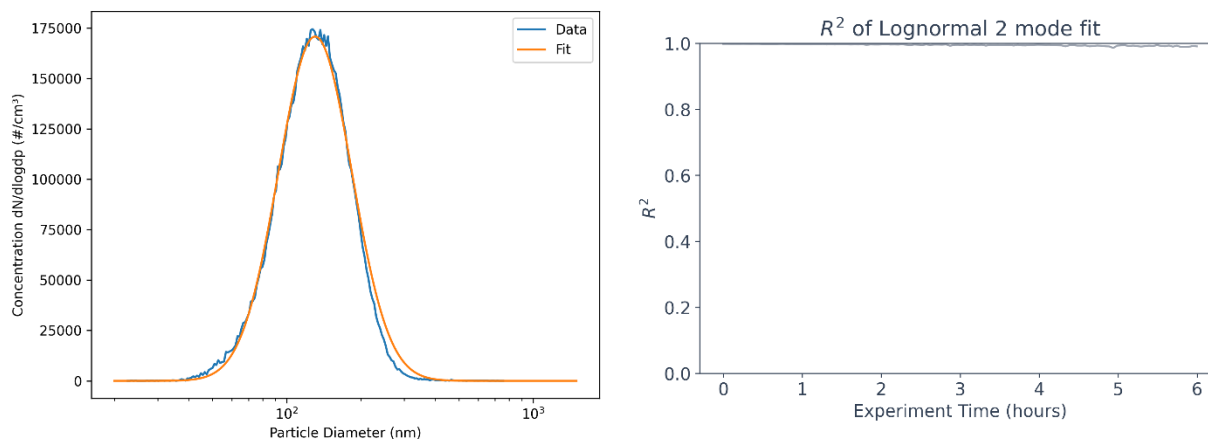 175000
150000
125000
100000
75000
50000
25000
0
Concentration dN/dlogdp (#/cm³)
10²
10³
Particle Diameter (nm)
Data
Fit
R² of Lognormal 2 mode fit
1.0
0.8
0.6
0.4
0.2
0.0
R²
0 1 2 3 4 5 6
Experiment Time (hours)